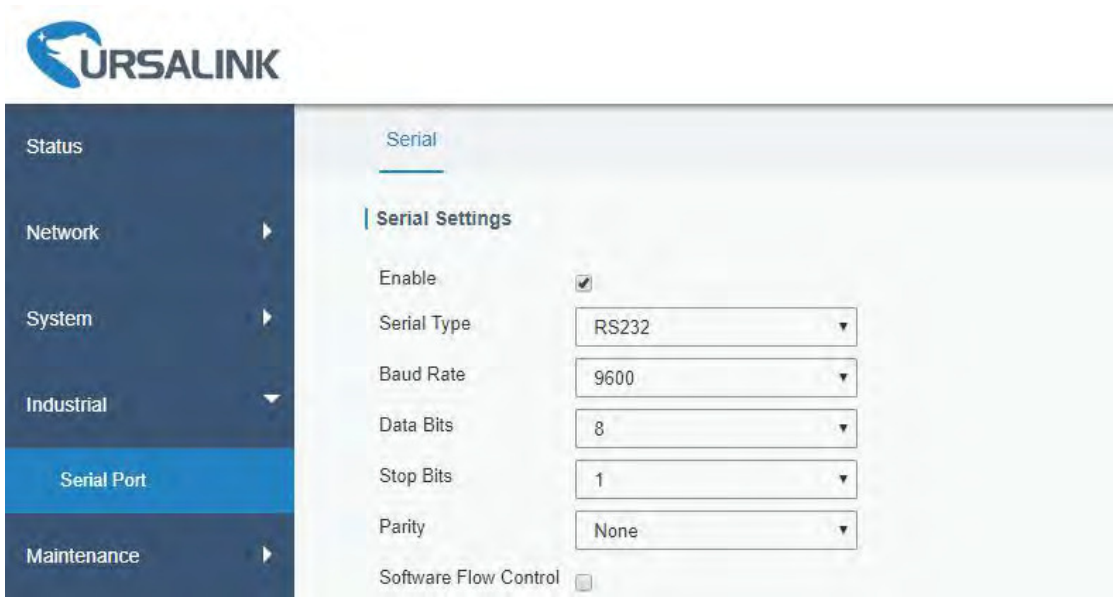 URSALINK
Status
Network
System
Industrial
Serial Port
Maintenance
Serial
Serial Settings
Enable
Serial Type RS232
Baud Rate 9600
Data Bits 8
Stop Bits 1
Parity None
Software Flow Control